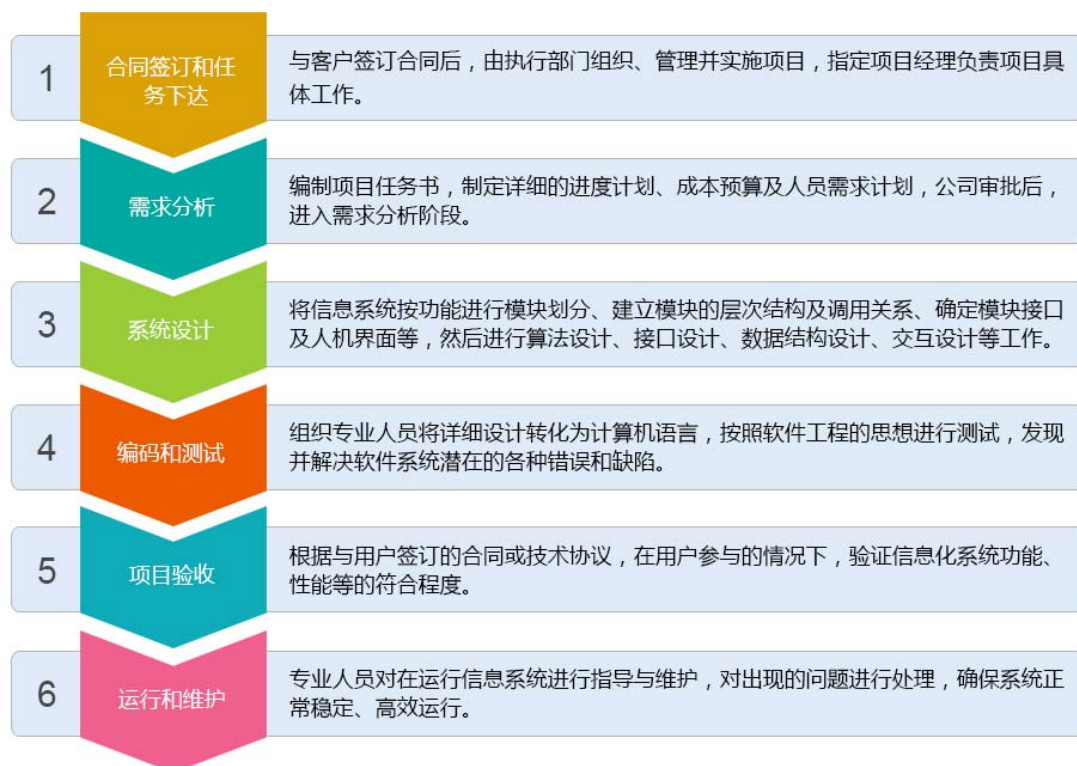 1
合同签订和任
务下达
与客户签订合同后，由执行部门组织、管理并实施项目，指定项目经理负责项目具
体工作。
2
需求分析
编制项目任务书，制定详细的进度计划、成本预算及人员需求计划，公司审批后，
进入需求分析阶段。
3
系统设计
将信息系统按功能进行模块划分、建立模块的层次结构及调用关系、确定模块接口
及人机界面等，然后进行算法设计、接口设计、数据结构设计、交互设计等工作。
4
编码和测试
组织专业人员将详细设计转化为计算机语言，按照软件工程的思想进行测试，发现
并解决软件系统潜在的各种错误和缺陷。
5
项目验收
根据与用户签订的合同或技术协议，在用户参与的情况下，验证信息化系统功能、
性能等的符合程度。
6
运行和维护
专业人员对在运行信息系统进行指导与维护，对出现的问题进行处理，确保系统正
常稳定、高效运行。